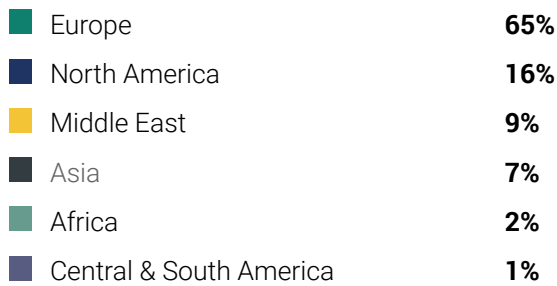 Europe 65%
North America 16%
Middle East 9%
Asia 7%
Africa 2%
Central & South America 1%